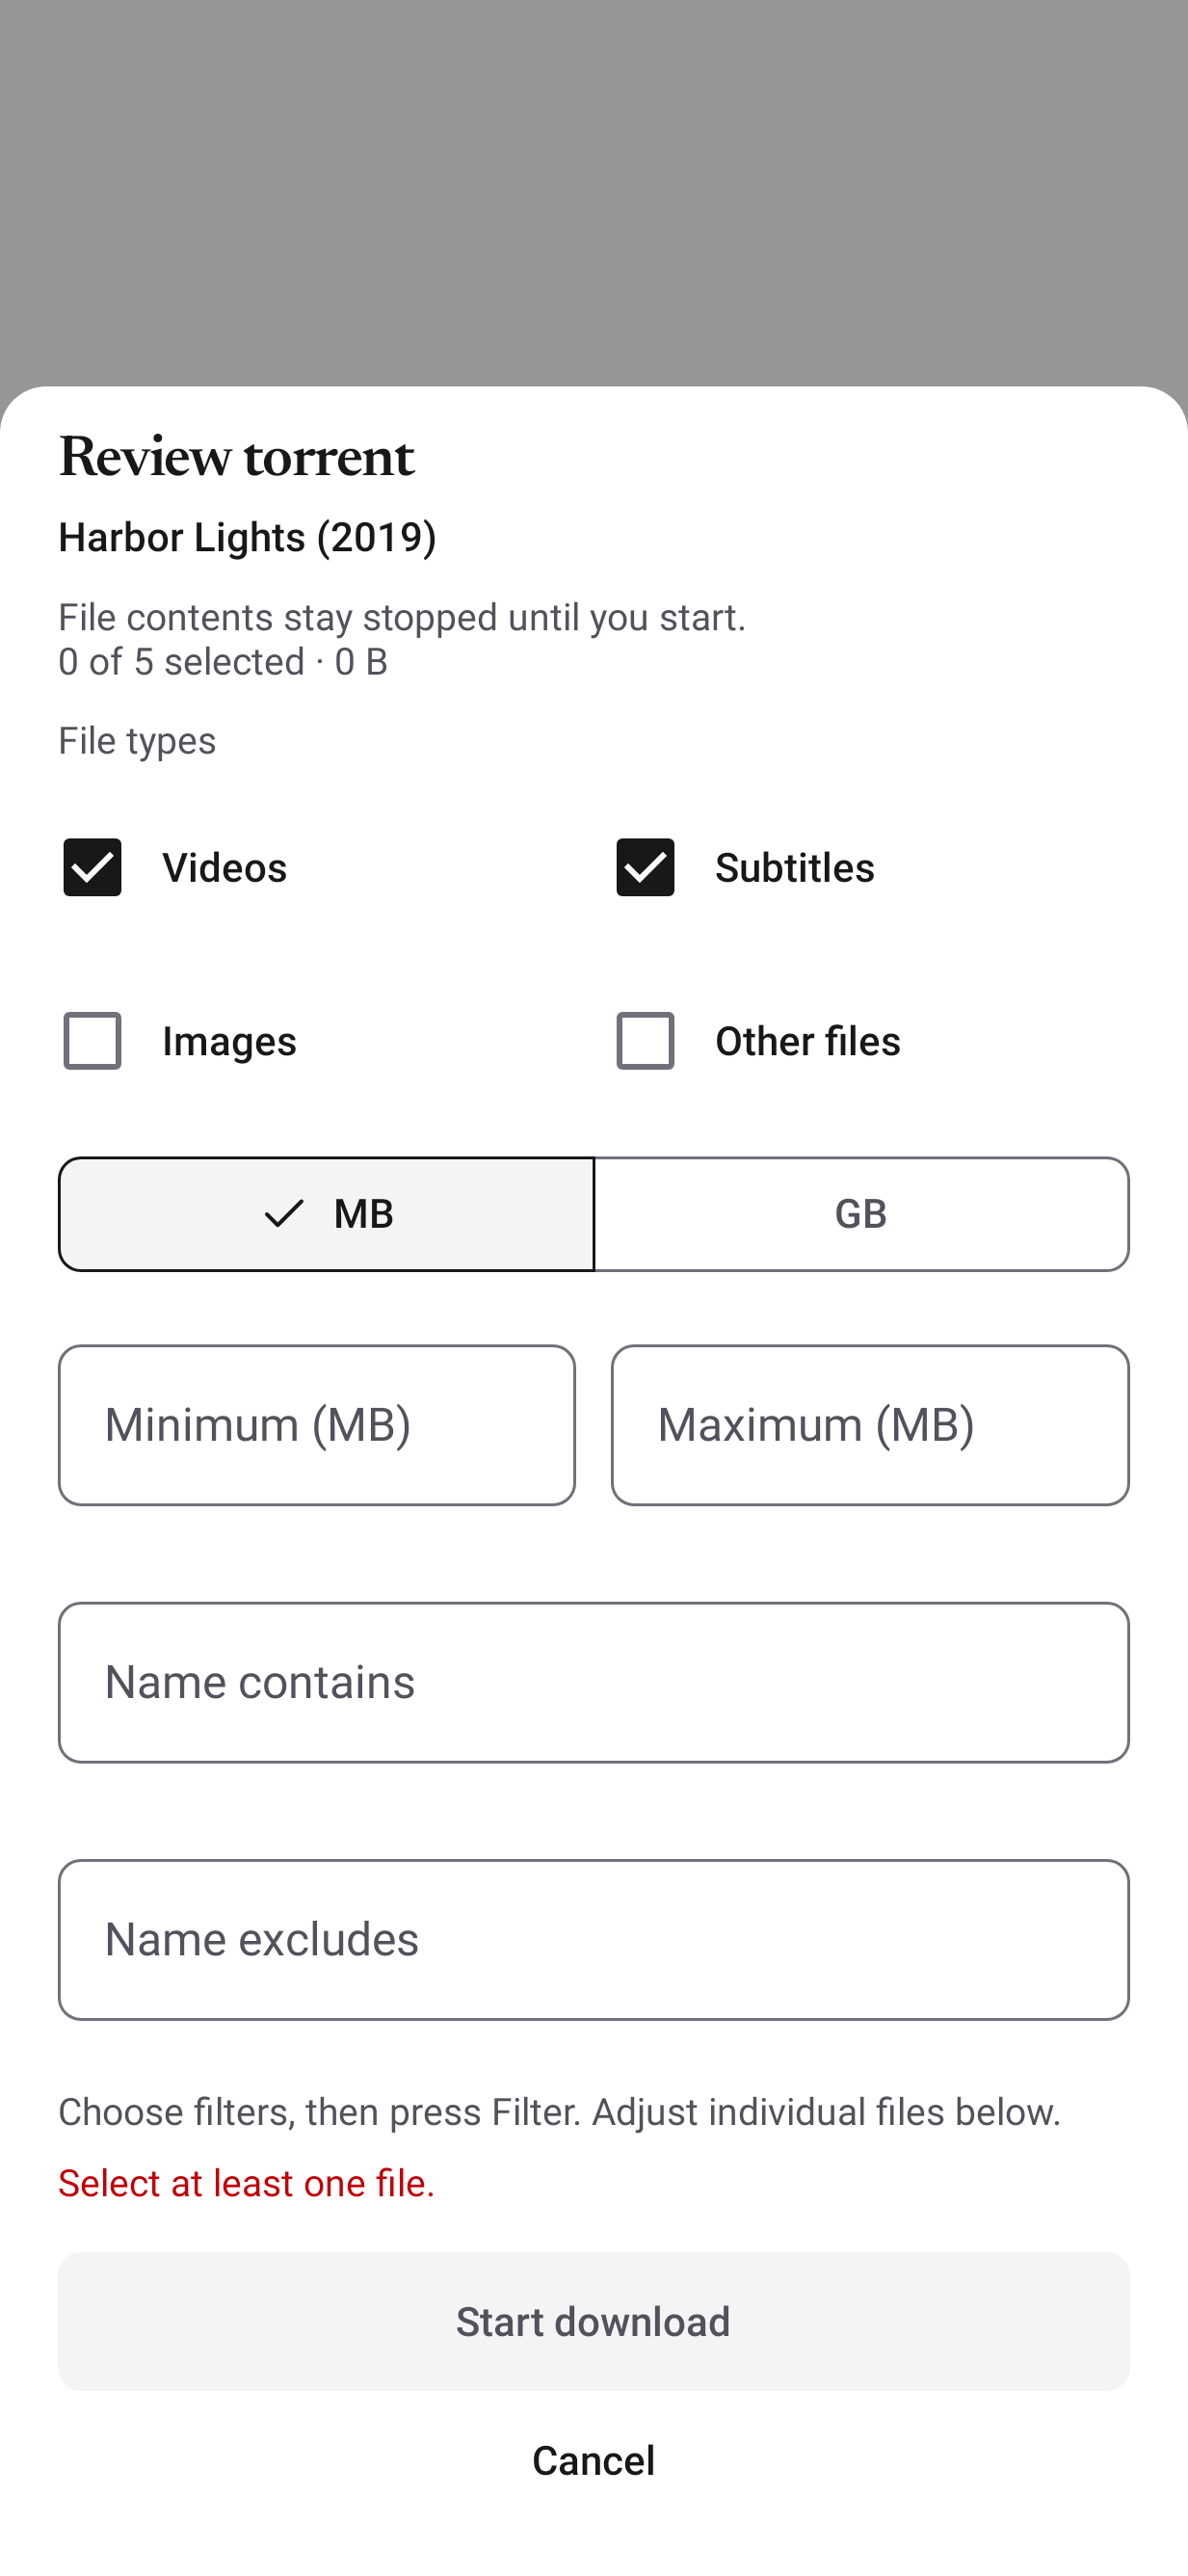 Review torrent
Harbor Lights (2019)
File contents stay stopped until you start.
0 of 5 selected · 0 B
File types
Videos
Subtitles
Images
Other files
MB
GB
Minimum (MB)
Maximum (MB)
Name contains
Name excludes
Choose filters, then press Filter. Adjust individual files below.
Select at least one file.
Start download
Cancel